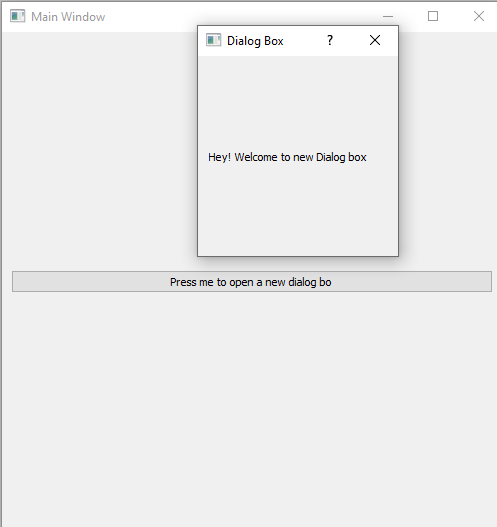 Main Window
Dialog Box
?
Hey! Welcome to new Dialog box
Press me to open a new dialog bo